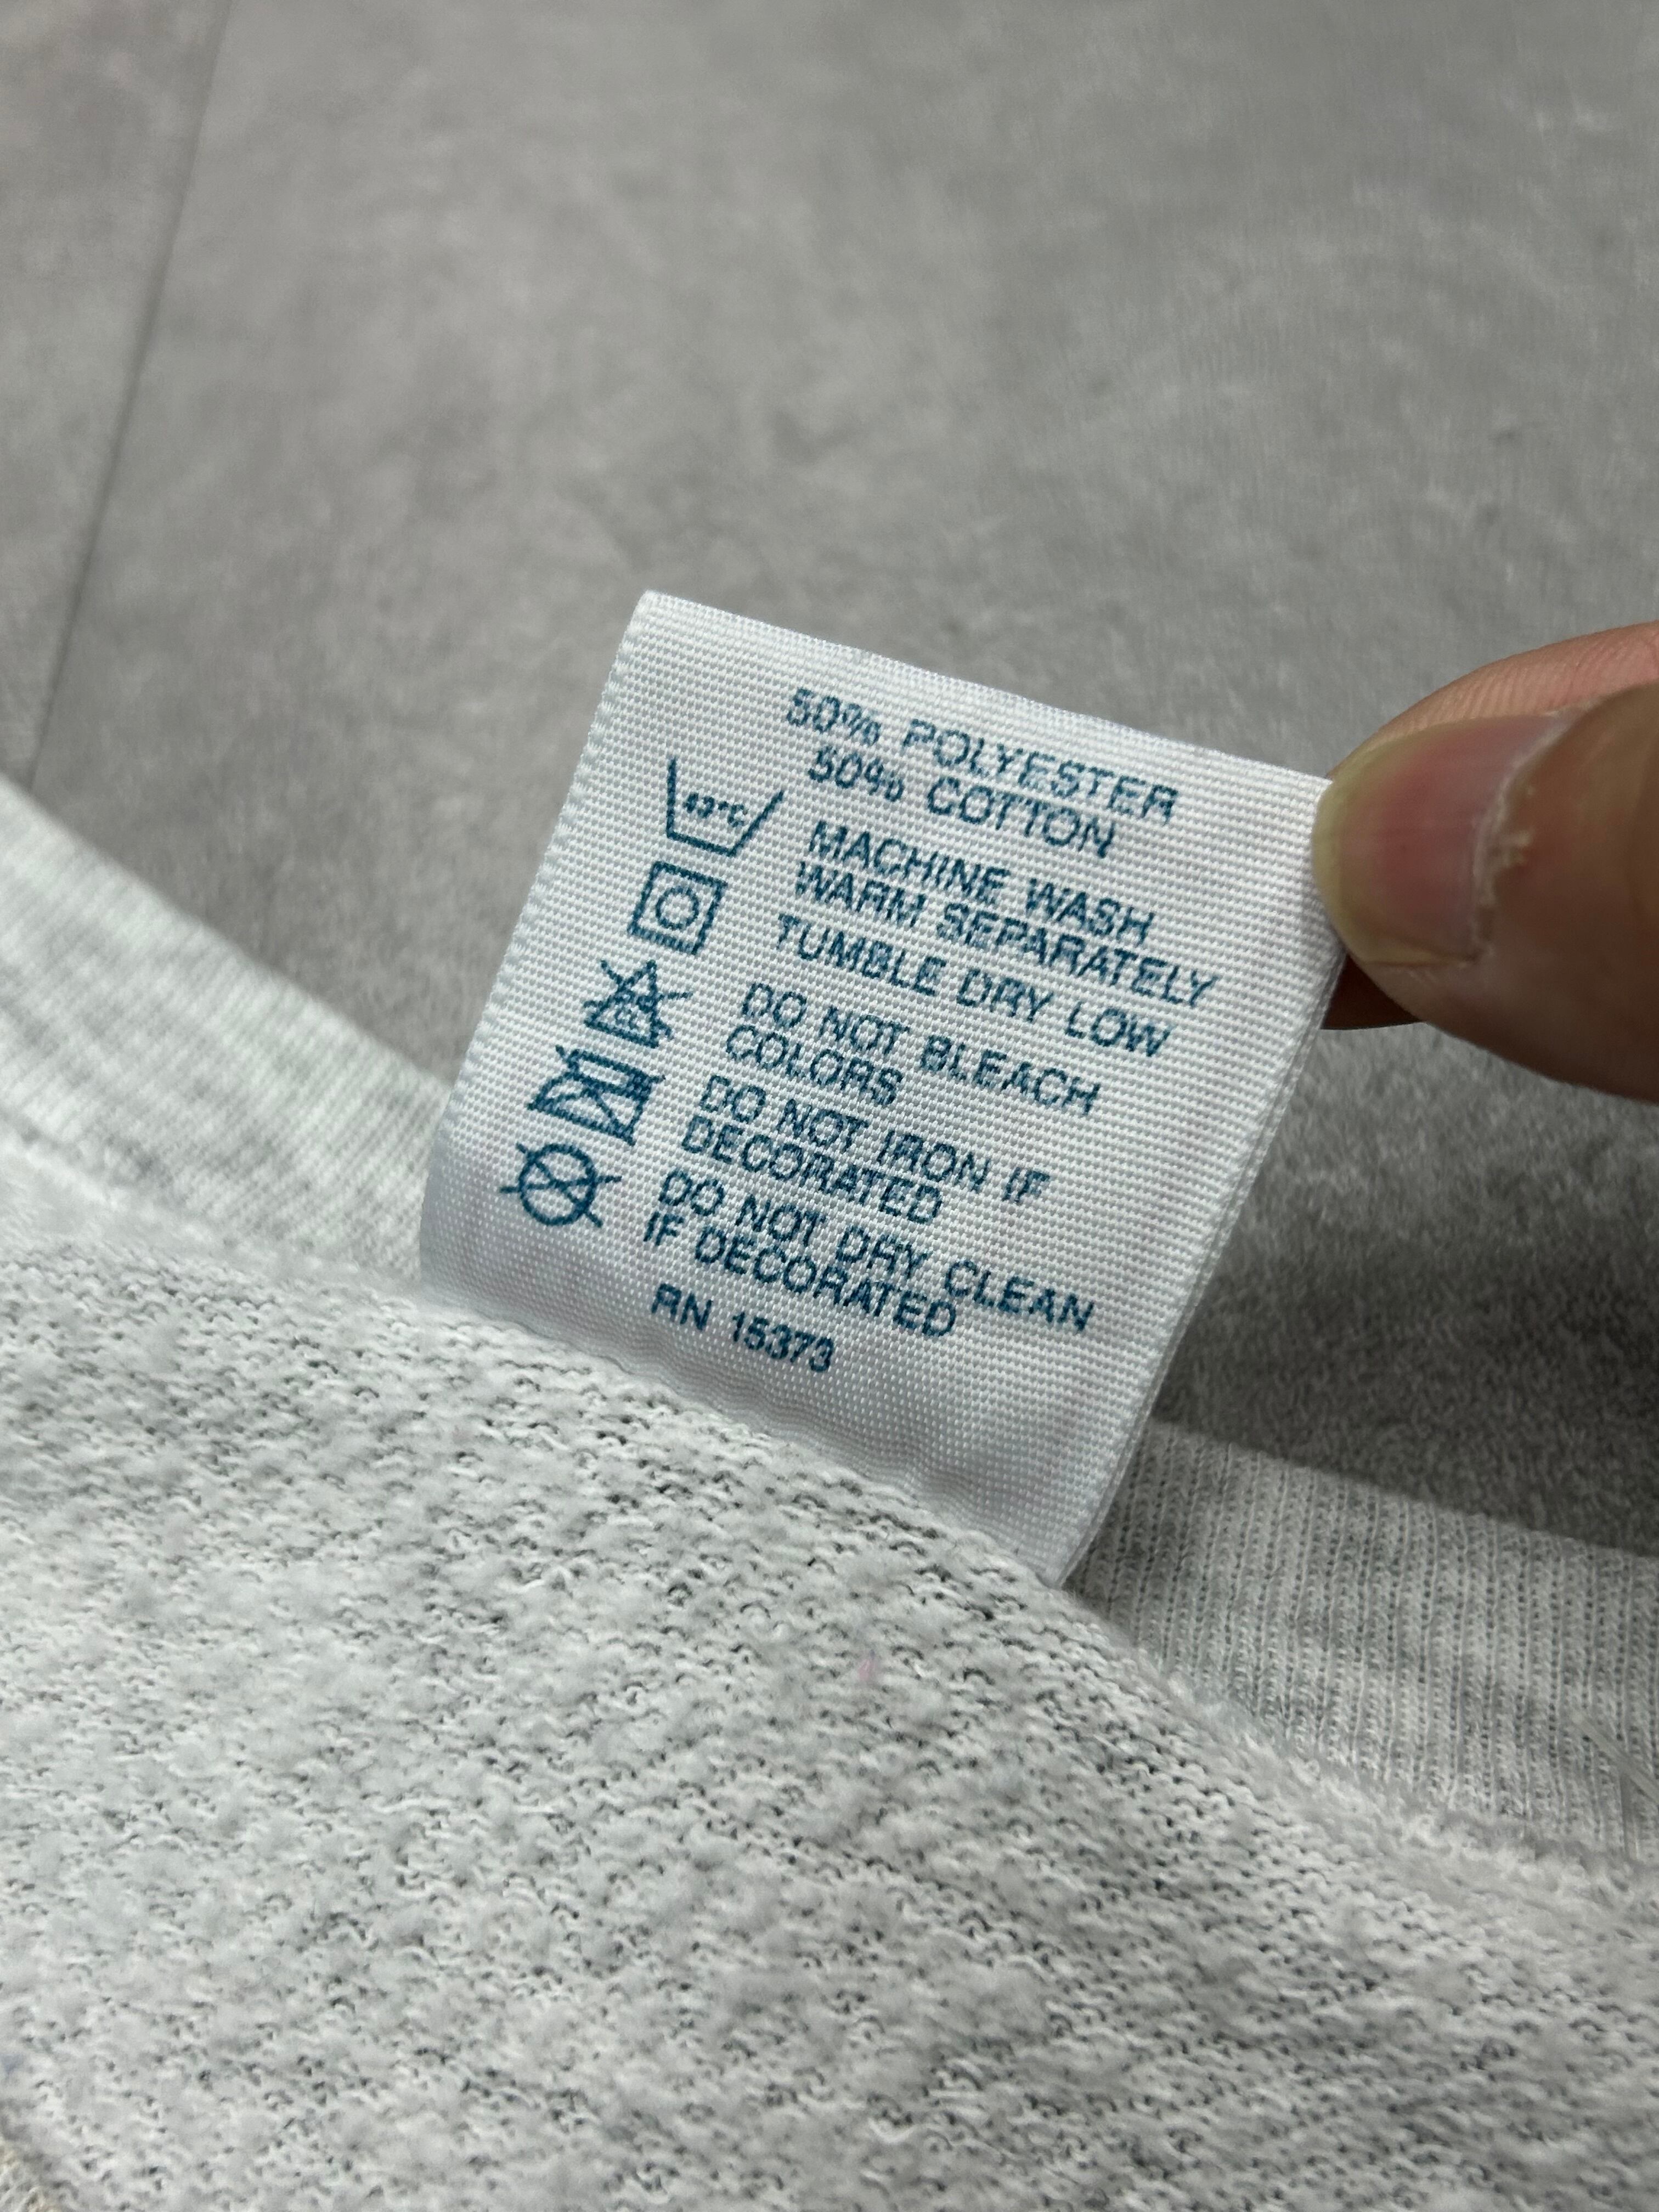 50% POLYESTER
50% COTTON
MACHINE WASH
WARM SEPARATELY
TUMBLE DRY LOW
DO NOT BLEACH
COLORS
DO NOT IRON IF
DECORATED
DO NOT DRY CLEAN
IF DECORATED
RN 15373